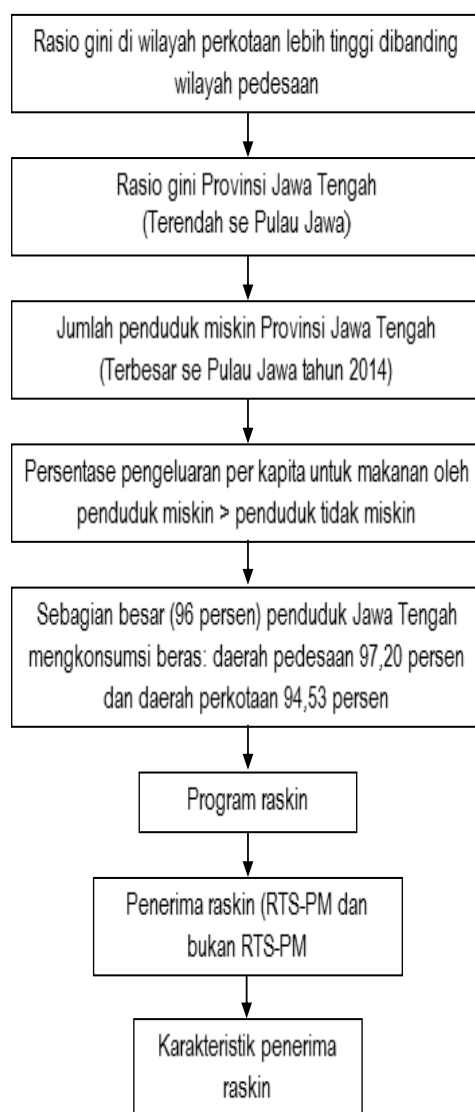 Rasio gini di wilayah perkotaan lebih tinggi dibanding
wilayah pedesaan
Rasio gini Provinsi Jawa Tengah
(Terendah se Pulau Jawa)
Jumlah penduduk miskin Provinsi Jawa Tengah
(Terbesar se Pulau Jawa tahun 2014)
Persentase pengeluaran per kapita untuk makanan oleh
penduduk miskin > penduduk tidak miskin
Sebagian besar (96 persen) penduduk Jawa Tengah
mengkonsumsi beras: daerah pedesaan 97,20 persen
dan daerah perkotaan 94,53 persen
Program raskin
Penerima raskin (RTS-PM dan
bukan RTS-PM
Karakteristik penerima
raskin